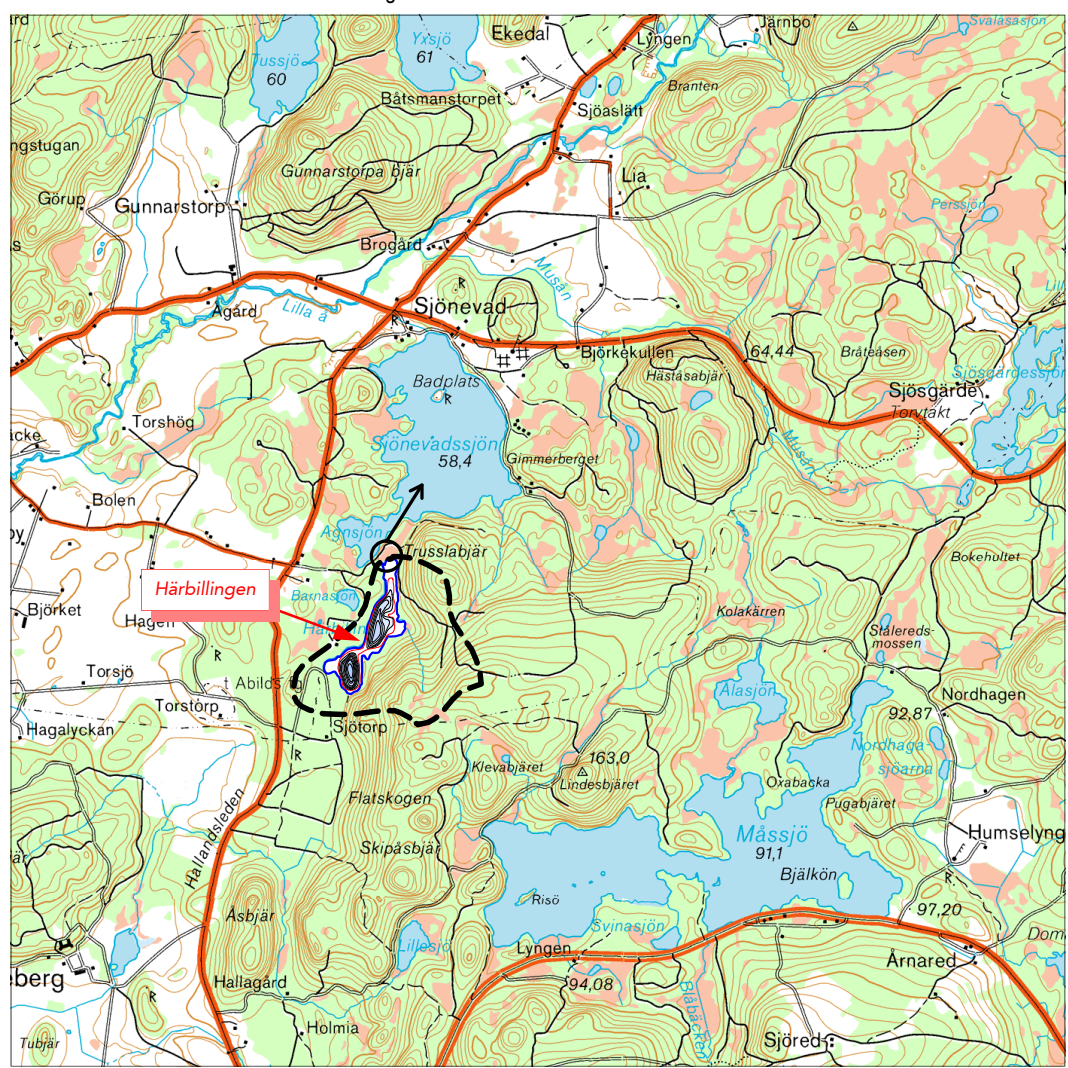 Svalasasjön
Järnbo
Yxsjö
61
Ekedal
Lyngen
Tussjö
60
Branten
Båtsmanstorpet
Sjöaslätt
ngstugan
Gunnarstorpa bjär
Lia
Görup
Gunnarstorp
Perssjön
Brogård
Musån
Sjönevad
Lilla å
Ågård
Björkekullen
64,44
Bråteåsen
Sjösgärdessjön
Badplats
Häståsabjär
Sjösgärde
Torvtäkt
Torshög
Sjönevadssjön
58,4
Gimmerberget
Musån
Bolen
Agnsjön
Trusslabjär
Bokehultet
Härbillingen
Barnasjön
Björket
Hagen
Kolakärren
Stålereds-
mossen
Torsjö
Abilds
Ålasjön
Nordhagen
Torstorp
92,87
Hagalyckan
Sjötorp
Nordhaga-
sjöarna
163,0
Klevabjäret
Lindesbjäret
Oxabacka
Flatskogen
Pugabjäret
Hallandsleden
Måssjö
91,1
Humselyng
Skipåsbjär
Bjälkön
Risö
97,20
Åsbjär
Svinasjön
Lillesjö
Lyngen
Årnared
eberg
Hallagård
94,08
Blåbäcken
Holmia
Sjöred
Tubjär